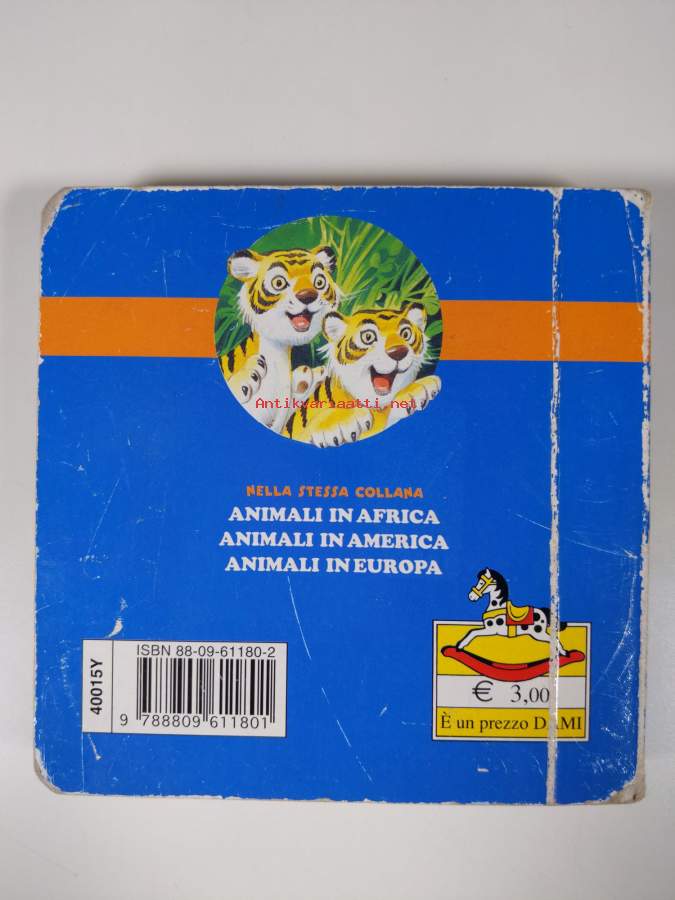 Antikvariaatti.net
NELLA STESSA COLLANA
ANIMALI IN AFRICA
ANIMALI IN AMERICA
ANIMALI IN EUROPA
40015Y
ISBN 88-09-61180-2
9 788809 611801
€ 3,00
È un prezzo DAMI